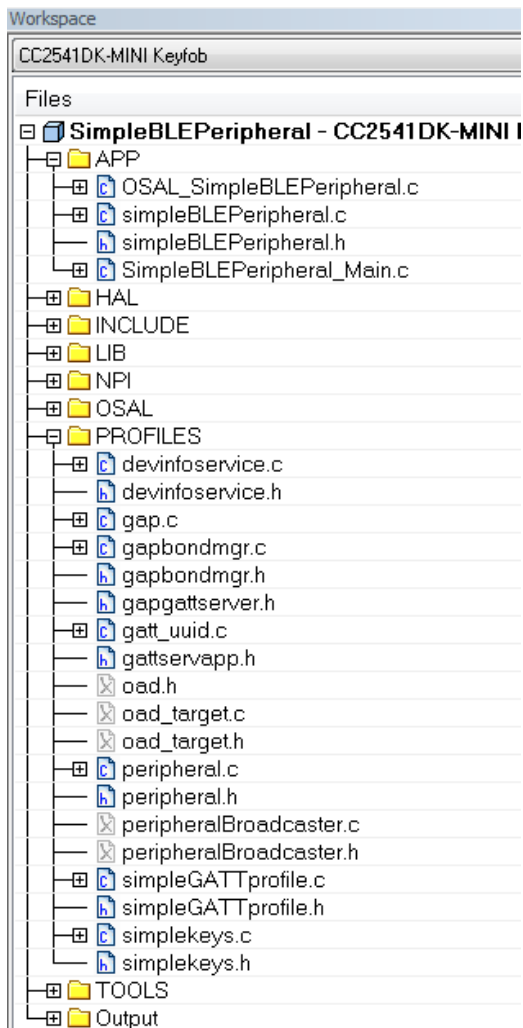 Workspace
CC2541DK-MINI Keyfob
Files
SimpleBLEPeripheral - CC2541DK-MINI
APP
OSAL_SimpleBLEPeripheral.c
simpleBLEPeripheral.c
simpleBLEPeripheral.h
SimpleBLEPeripheral_Main.c
HAL
INCLUDE
LIB
NPI
OSAL
PROFILES
devinfoservice.c
devinfoservice.h
gap.c
gapbondmgr.c
gapbondmgr.h
gapgattserver.h
gatt_uuid.c
gattservapp.h
oad.h
oad_target.c
oad_target.h
peripheral.c
peripheral.h
peripheralBroadcaster.c
peripheralBroadcaster.h
simpleGATTprofile.c
simpleGATTprofile.h
simplekeys.c
simplekeys.h
TOOLS
Output